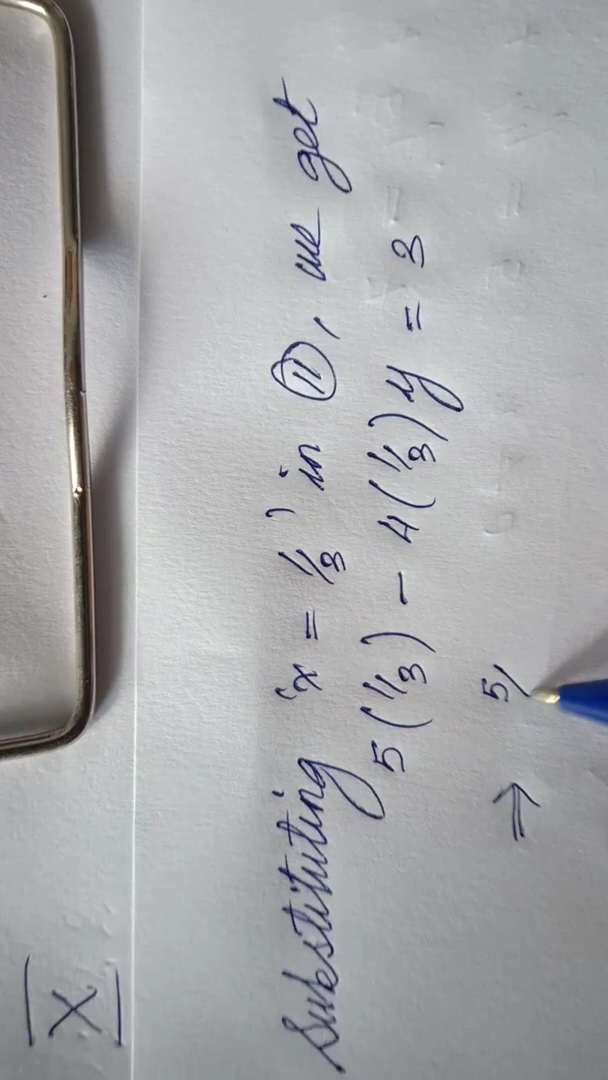 X
Substituting 'x = 1/3' in (II), we get
5(1/3) - 4(1/3)y = 3
⇒ 5/